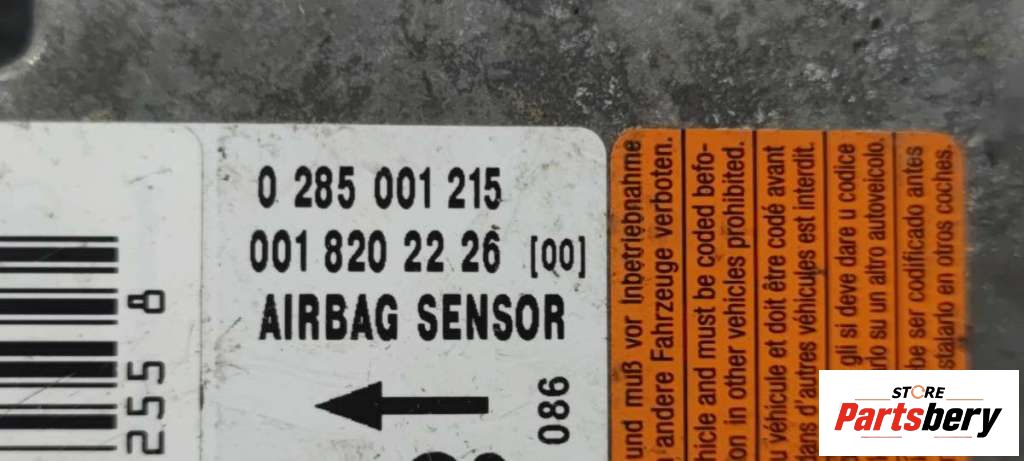 0 285 001 215
001 820 22 26 [Q0]
AIRBAG SENSOR
086
255 8
und muß vor Inbetriebnahme
andere Fahrzeuge verboten.
hicle and must be coded befo-
on in other vehicles prohibited.
véhicule et doit être codé avant
dans d'autres véhicules est interdit.
gli si deve dare u codice
su un altro autoveicolo.
be ser codificado antes
stalarlo en otros coches.
STORE
Partsbery